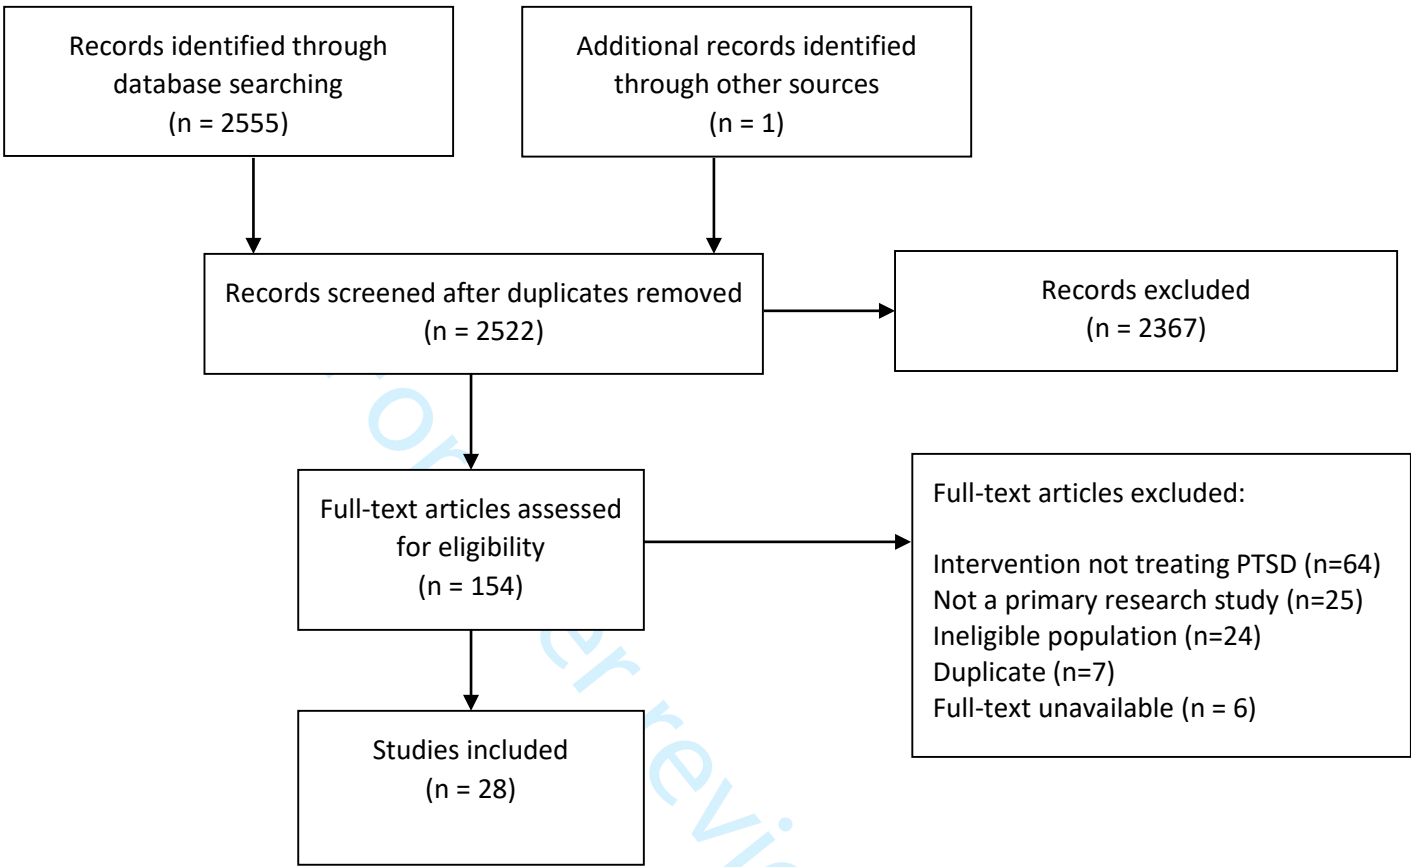 Records identified through
database searching
(n = 2555)
Additional records identified
through other sources
(n = 1)
Records screened after duplicates removed
(n = 2522)
Records excluded
(n = 2367)
Full-text articles assessed
for eligibility
(n = 154)
Full-text articles excluded:
Intervention not treating PTSD (n=64)
Not a primary research study (n=25)
Ineligible population (n=24)
Duplicate (n=7)
Full-text unavailable (n = 6)
Studies included
(n = 28)